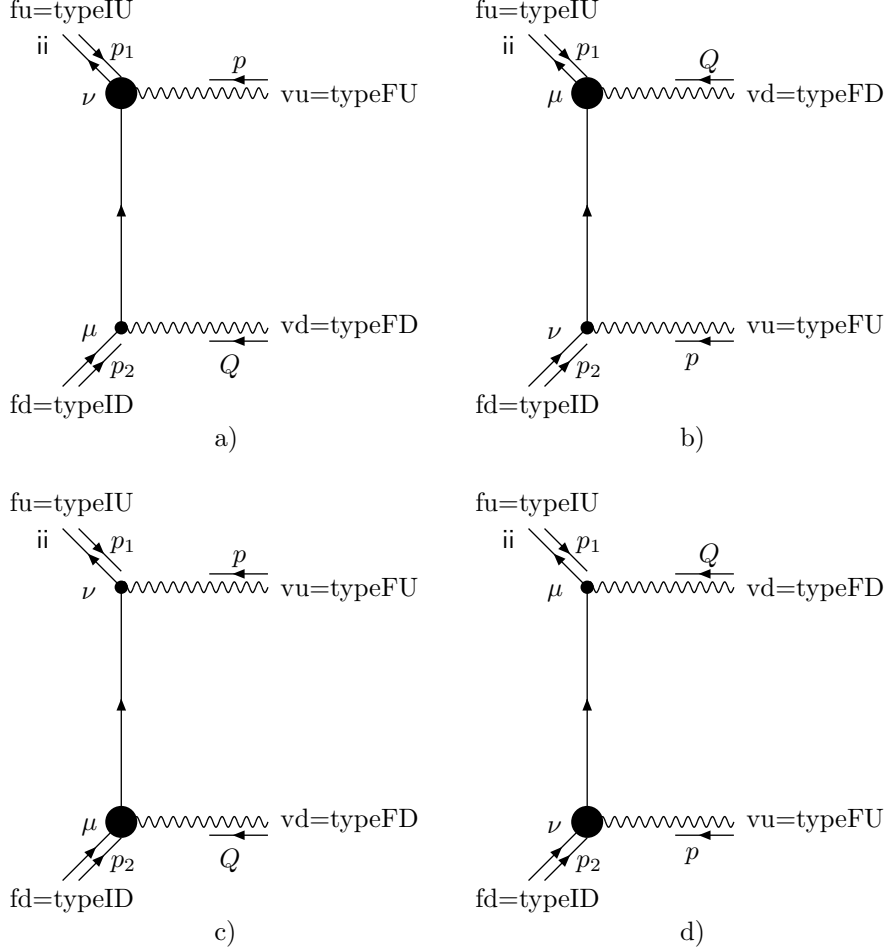 fu=typeIU
ii
p₁
ν
p
vu=typeFU
μ
vd=typeFD
p₂
Q
fd=typeID
a)
fu=typeIU
ii
p₁
μ
Q
vd=typeFD
ν
vu=typeFU
p₂
p
fd=typeID
b)
fu=typeIU
ii
p₁
ν
p
vu=typeFU
μ
vd=typeFD
p₂
Q
fd=typeID
c)
fu=typeIU
ii
p₁
μ
Q
vd=typeFD
ν
vu=typeFU
p₂
p
fd=typeID
d)